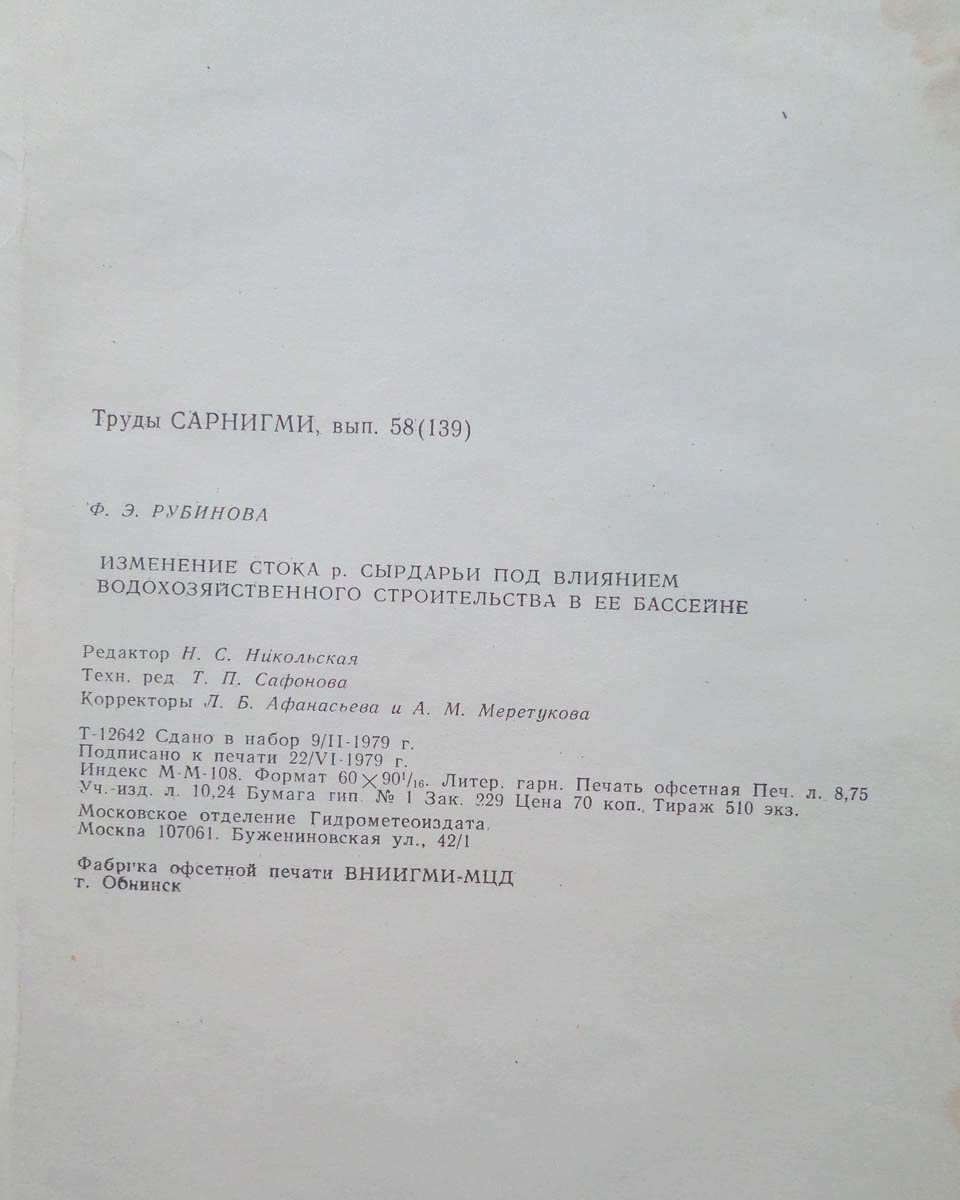 Труды САРНИГМИ, вып. 58(139)
Ф. Э. РУБИНОВА
ИЗМЕНЕНИЕ СТОКА р. СЫРДАРЬИ ПОД ВЛИЯНИЕМ
ВОДОХОЗЯЙСТВЕННОГО СТРОИТЕЛЬСТВА В ЕЕ БАССЕЙНЕ
Редактор Н. С. Никольская
Техн. ред Т. П. Сафонова
Корректоры Л. Б. Афанасьева и А. М. Меретукова
Т-12642 Сдано в набор 9/II-1979 г.
Подписано к печати 22/VI-1979 г.
Индекс М-М-108. Формат 60×90¹/₁₆. Литер. гарн. Печать офсетная Печ. л. 8,75
Уч.-изд. л. 10,24 Бумага тип. № 1 Зак. 229 Цена 70 коп. Тираж 510 экз.
Московское отделение Гидрометеоиздата.
Москва 107061. Бужениновская ул., 42/1
Фабрика офсетной печати ВНИИГМИ-МЦД
г. Обнинск